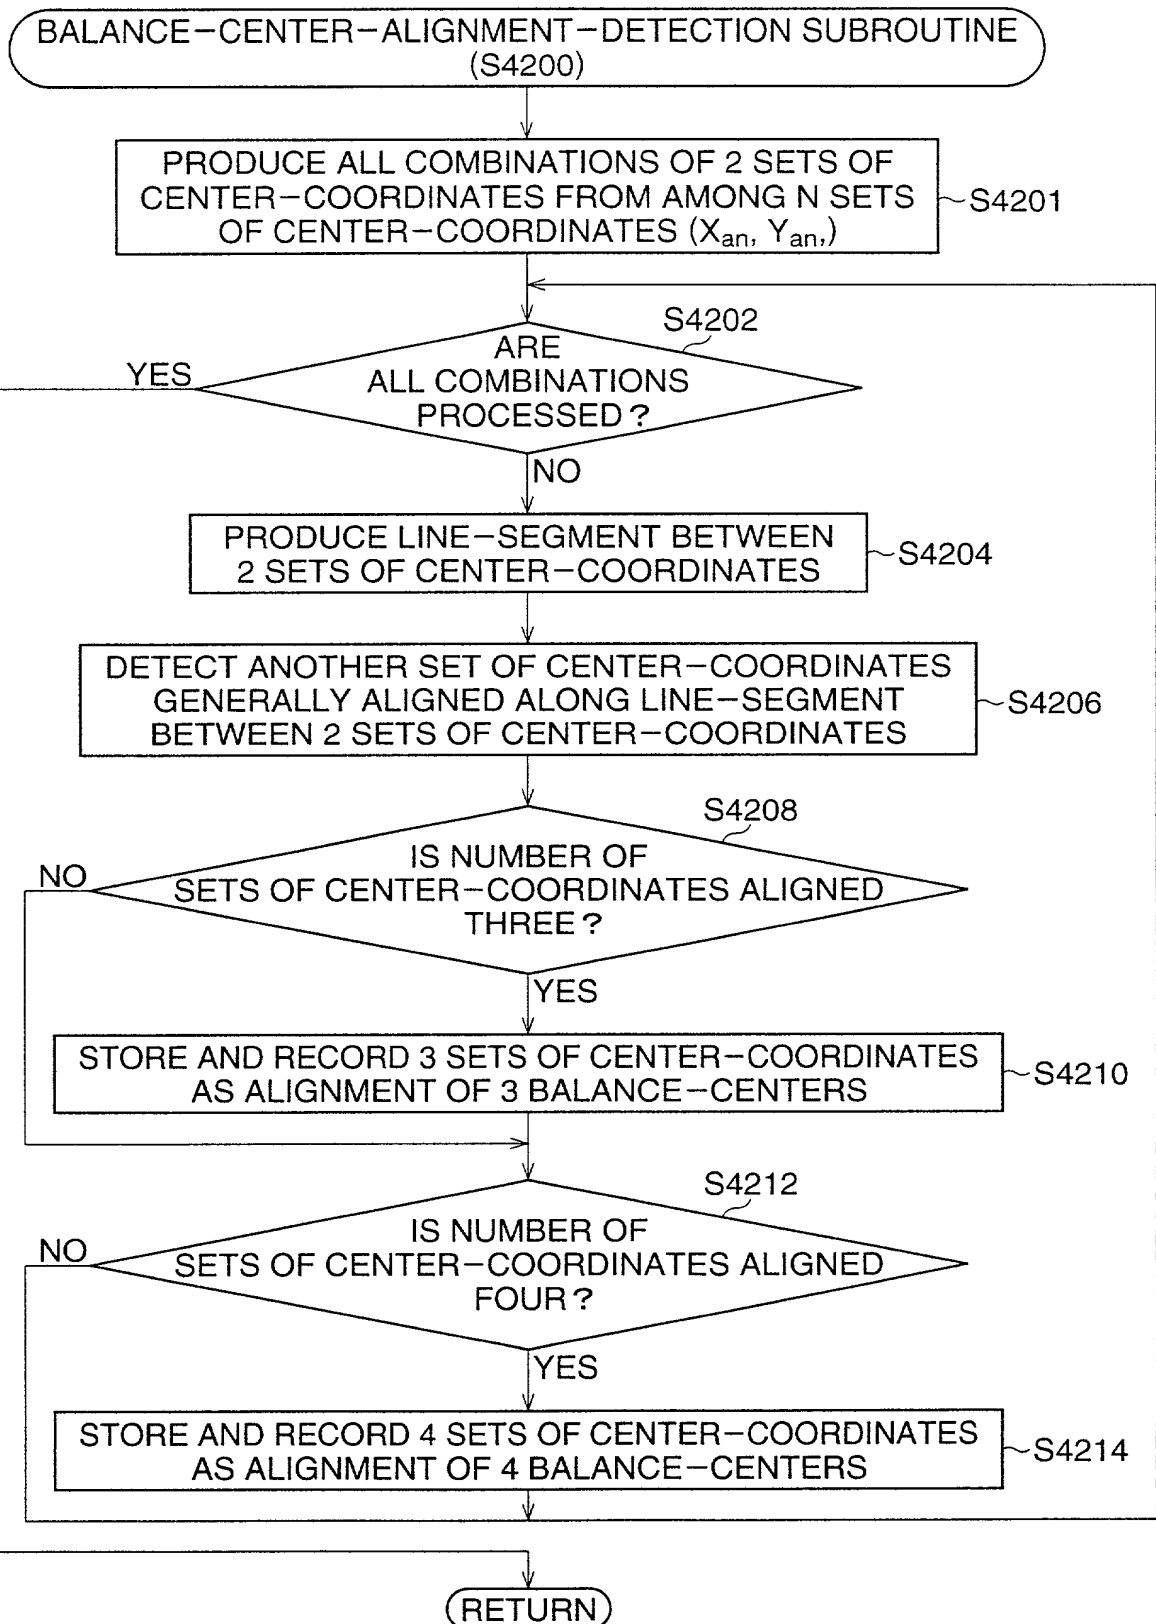 BALANCE-CENTER-ALIGNMENT-DETECTION SUBROUTINE
(S4200)
PRODUCE ALL COMBINATIONS OF 2 SETS OF
CENTER-COORDINATES FROM AMONG N SETS
OF CENTER-COORDINATES (Xan, Yan,)
S4201
S4202
ARE
ALL COMBINATIONS
PROCESSED?
YES
NO
PRODUCE LINE-SEGMENT BETWEEN
2 SETS OF CENTER-COORDINATES
S4204
DETECT ANOTHER SET OF CENTER-COORDINATES
GENERALLY ALIGNED ALONG LINE-SEGMENT
BETWEEN 2 SETS OF CENTER-COORDINATES
S4206
S4208
IS NUMBER OF
SETS OF CENTER-COORDINATES ALIGNED
THREE?
NO
YES
STORE AND RECORD 3 SETS OF CENTER-COORDINATES
AS ALIGNMENT OF 3 BALANCE-CENTERS
S4210
S4212
IS NUMBER OF
SETS OF CENTER-COORDINATES ALIGNED
FOUR?
NO
YES
STORE AND RECORD 4 SETS OF CENTER-COORDINATES
AS ALIGNMENT OF 4 BALANCE-CENTERS
S4214
RETURN